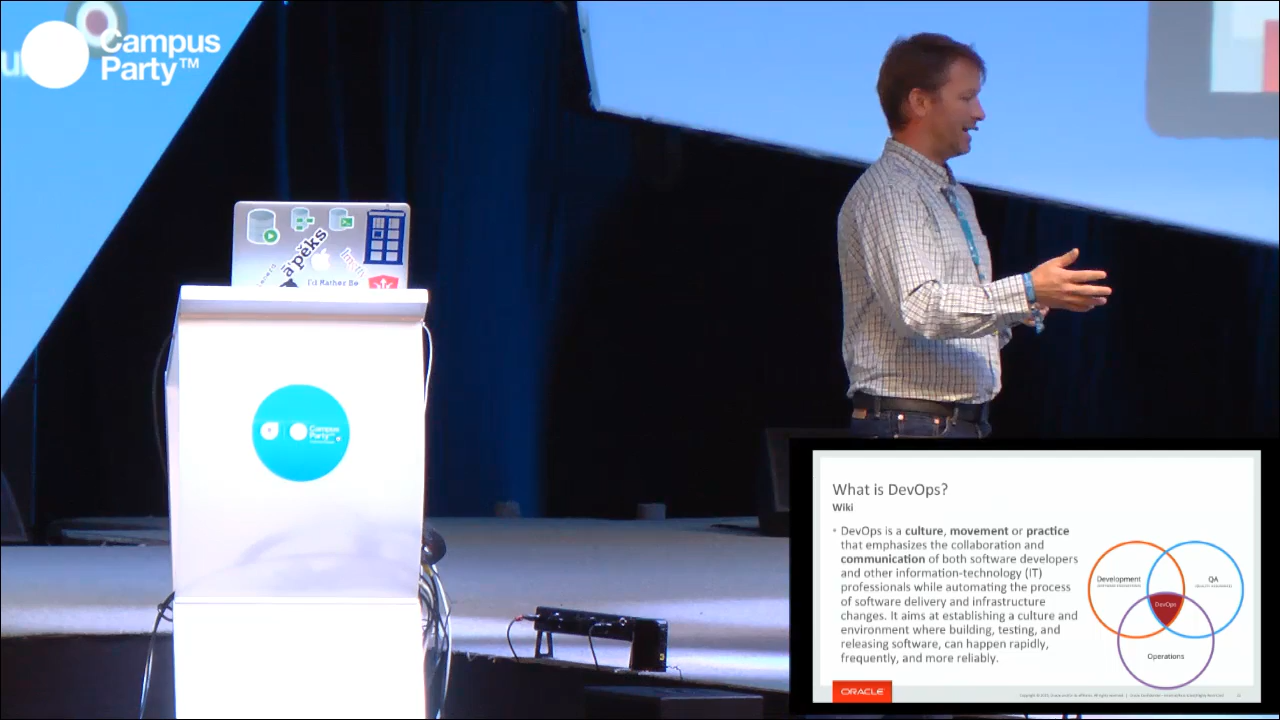 Campus
Party™
āpēks
I'd Rather Be
Campus
Party™
What is DevOps?
Wiki
• DevOps is a culture, movement or practice
that emphasizes the collaboration and
communication of both software developers
and other information-technology (IT)
professionals while automating the process
of software delivery and infrastructure
changes. It aims at establishing a culture and
environment where building, testing, and
releasing software, can happen rapidly,
frequently, and more reliably.
Development
QA
DevOps
Operations
ORACLE